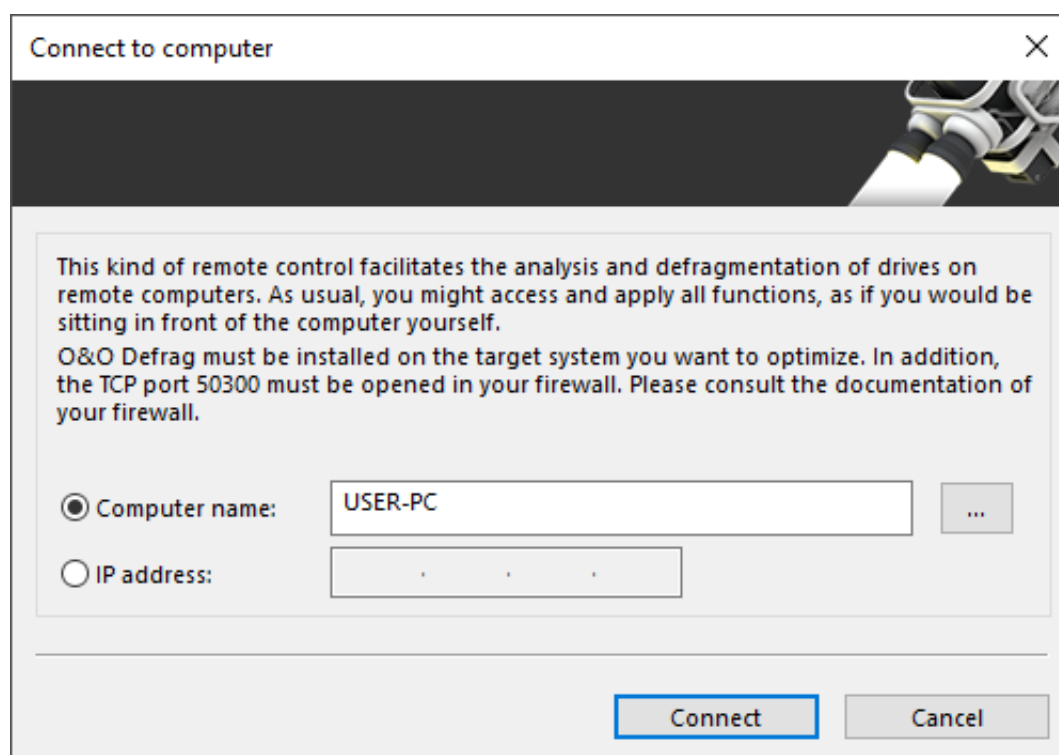 Connect to computer
This kind of remote control facilitates the analysis and defragmentation of drives on
remote computers. As usual, you might access and apply all functions, as if you would be
sitting in front of the computer yourself.
O&O Defrag must be installed on the target system you want to optimize. In addition,
the TCP port 50300 must be opened in your firewall. Please consult the documentation of
your firewall.
Computer name: USER-PC ...
IP address: . . .
Connect Cancel